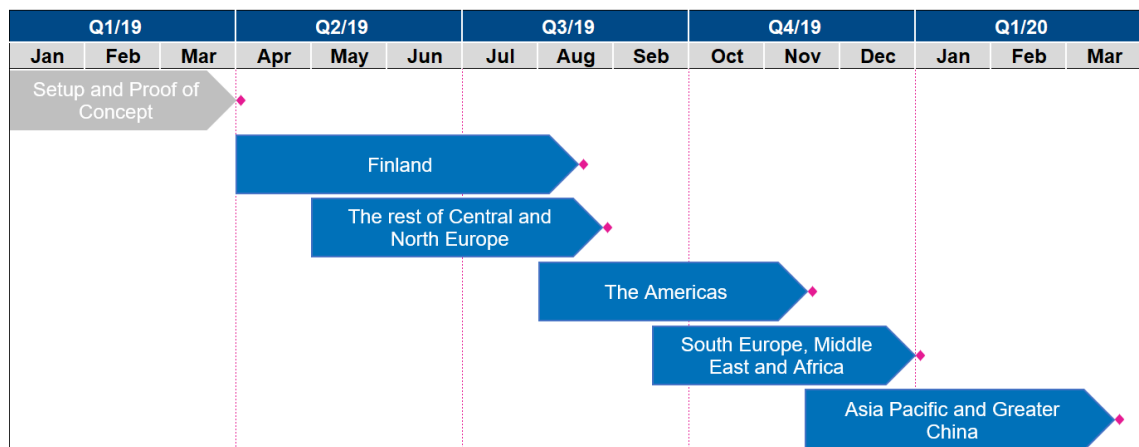 Q1/19 Q2/19 Q3/19 Q4/19 Q1/20
Jan Feb Mar Apr May Jun Jul Aug Seb Oct Nov Dec Jan Feb Mar
Setup and Proof of
Concept
Finland
The rest of Central and
North Europe
The Americas
South Europe, Middle
East and Africa
Asia Pacific and Greater
China